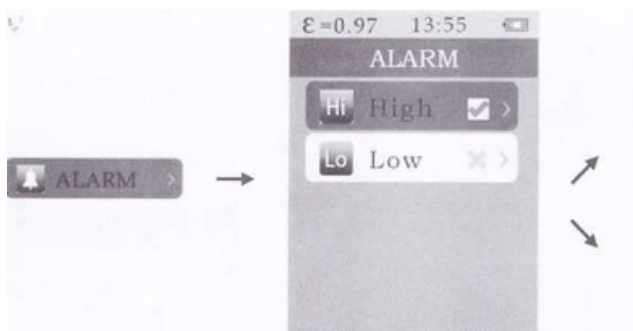 ε=0.97 13:55
ALARM
Hi High
Lo Low
ALARM